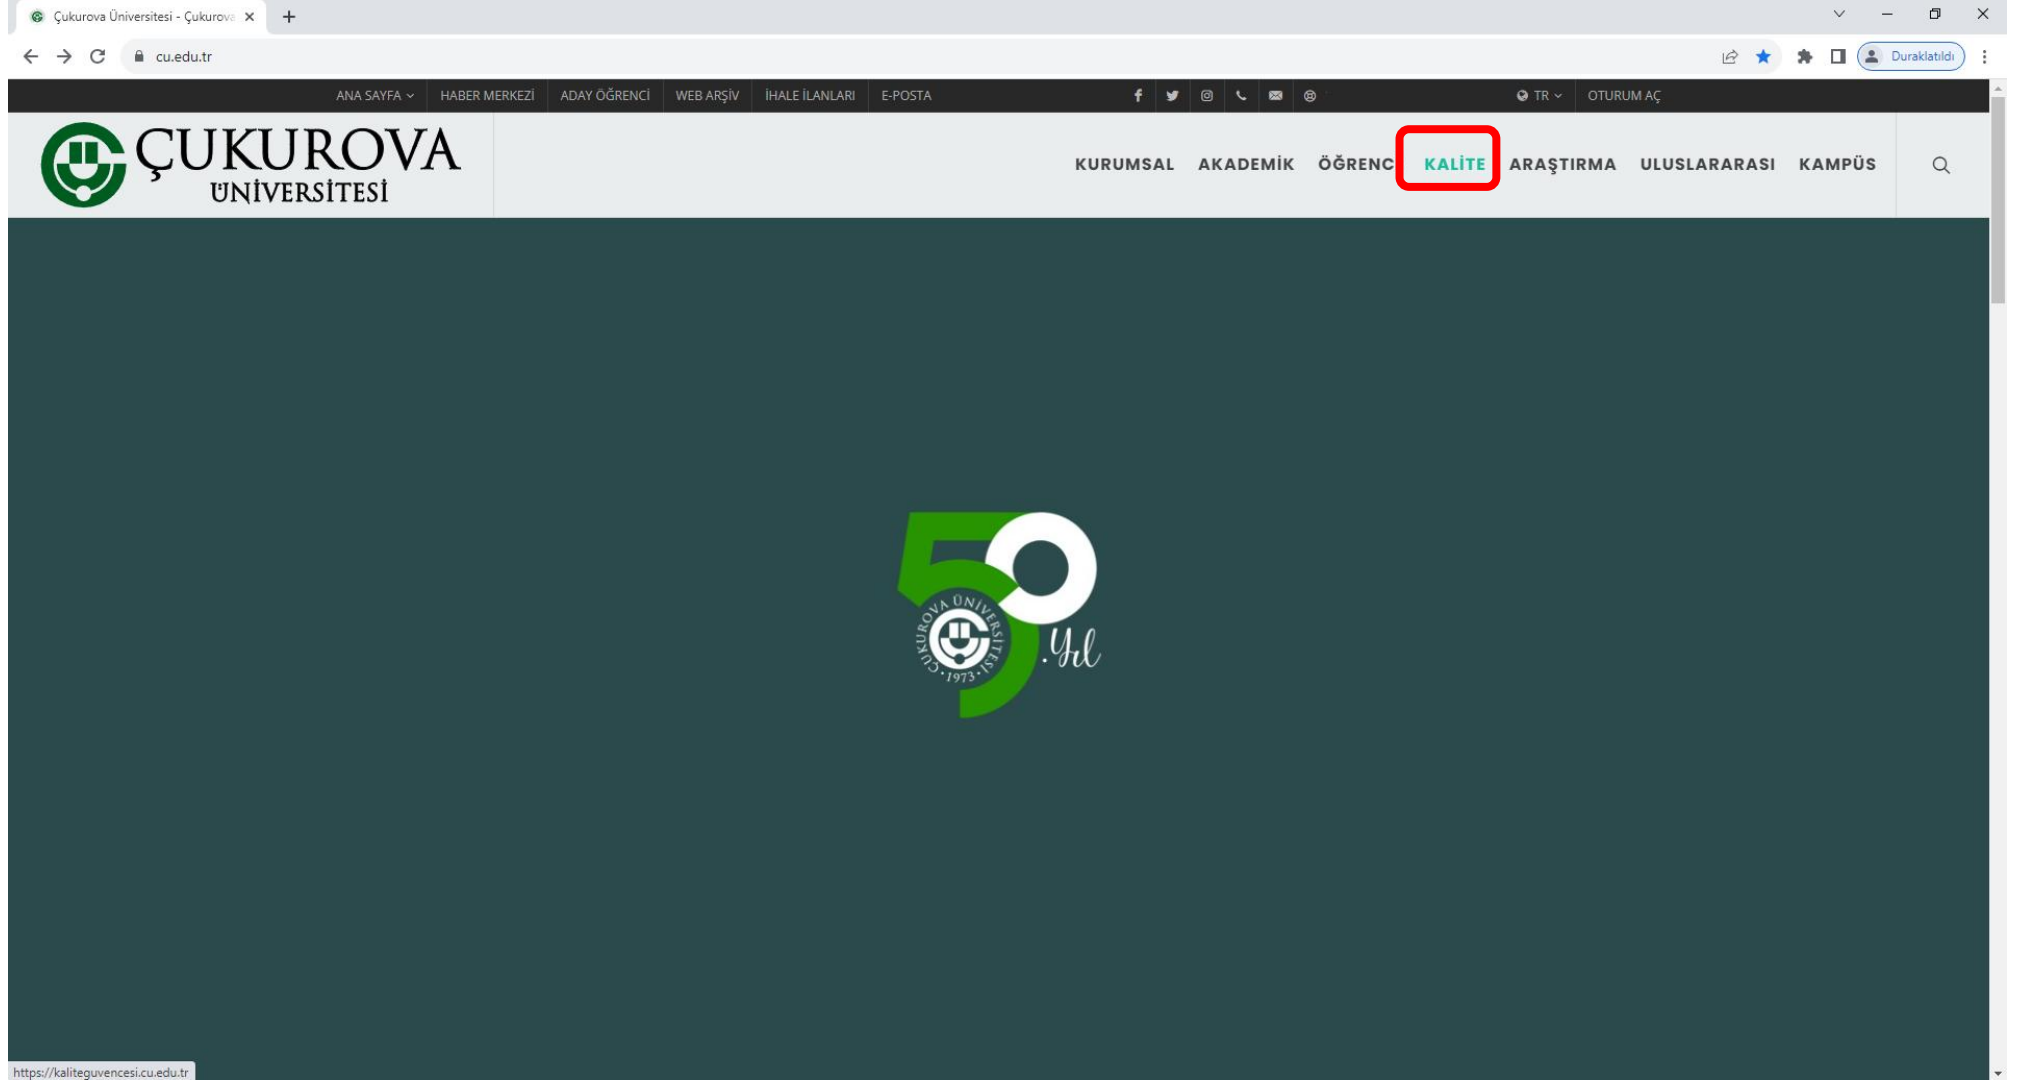 Çukurova Üniversitesi - Çukurova
cu.edu.tr
Duraklatıldı
ANA SAYFA HABER MERKEZİ ADAY ÖĞRENCİ WEB ARŞİV İHALE İLANLARI E-POSTA TR OTURUM AÇ
ÇUKUROVA
ÜNİVERSİTESİ
KURUMSAL AKADEMİK ÖĞRENC KALİTE ARAŞTIRMA ULUSLARARASI KAMPÜS
50
.Yıl
ÇUKUROVA ÜNİVERSİTESİ
·1973·
https://kaliteguvencesi.cu.edu.tr